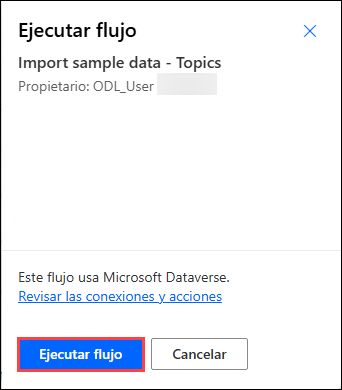 Ejecutar flujo
Import sample data - Topics
Propietario: ODL_User
Este flujo usa Microsoft Dataverse.
Revisar las conexiones y acciones
Ejecutar flujo
Cancelar